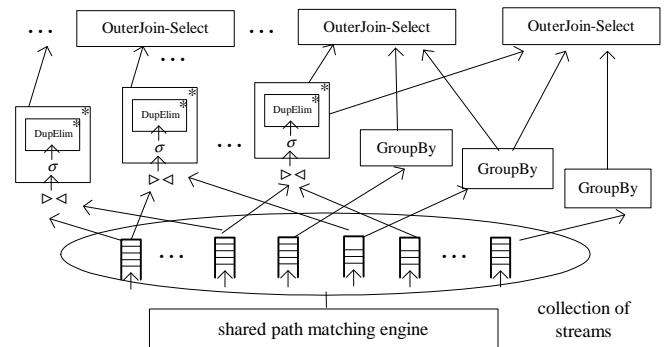 ... OuterJoin-Select ... OuterJoin-Select OuterJoin-Select
...
DupElim * * DupElim * * ... DupElim * *
σ σ σ
GroupBy
GroupBy
GroupBy
... ...
collection of
streams
shared path matching engine